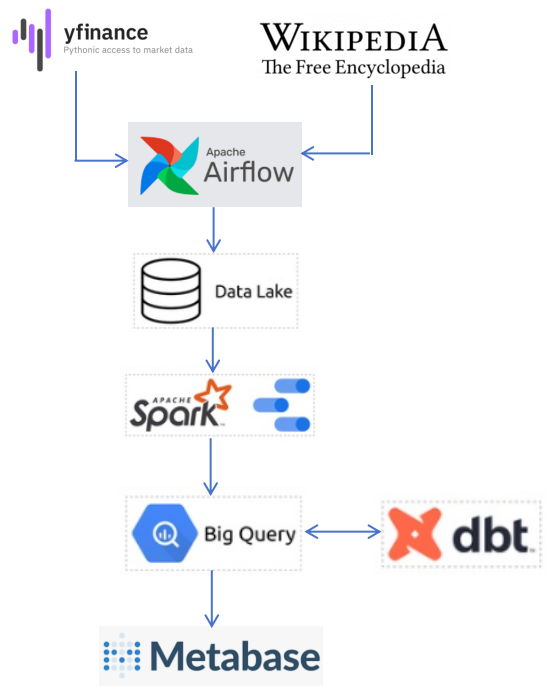 yfinance
Pythonic access to market data
WIKIPEDIA
The Free Encyclopedia
Apache
Airflow
Data Lake
APACHE
Spark™
Big Query
dbt
Metabase